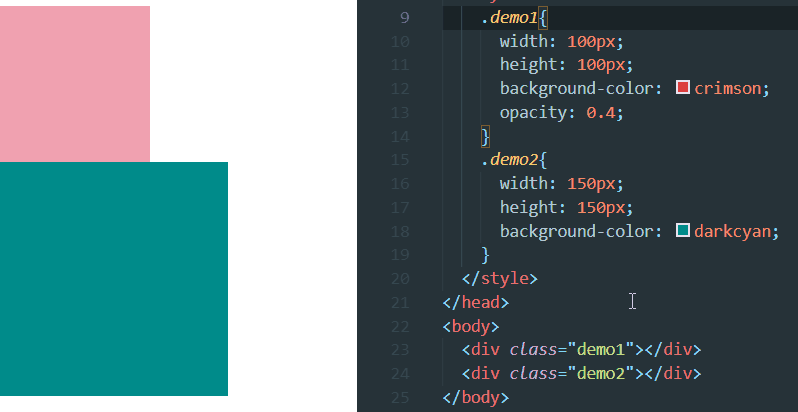 9 .demo1{
10 width: 100px;
11 height: 100px;
12 background-color: crimson;
13 opacity: 0.4;
14 }
15 .demo2{
16 width: 150px;
17 height: 150px;
18 background-color: darkcyan;
19 }
20 </style>
21 </head>
22 <body>
23 <div class="demo1"></div>
24 <div class="demo2"></div>
25 </body>